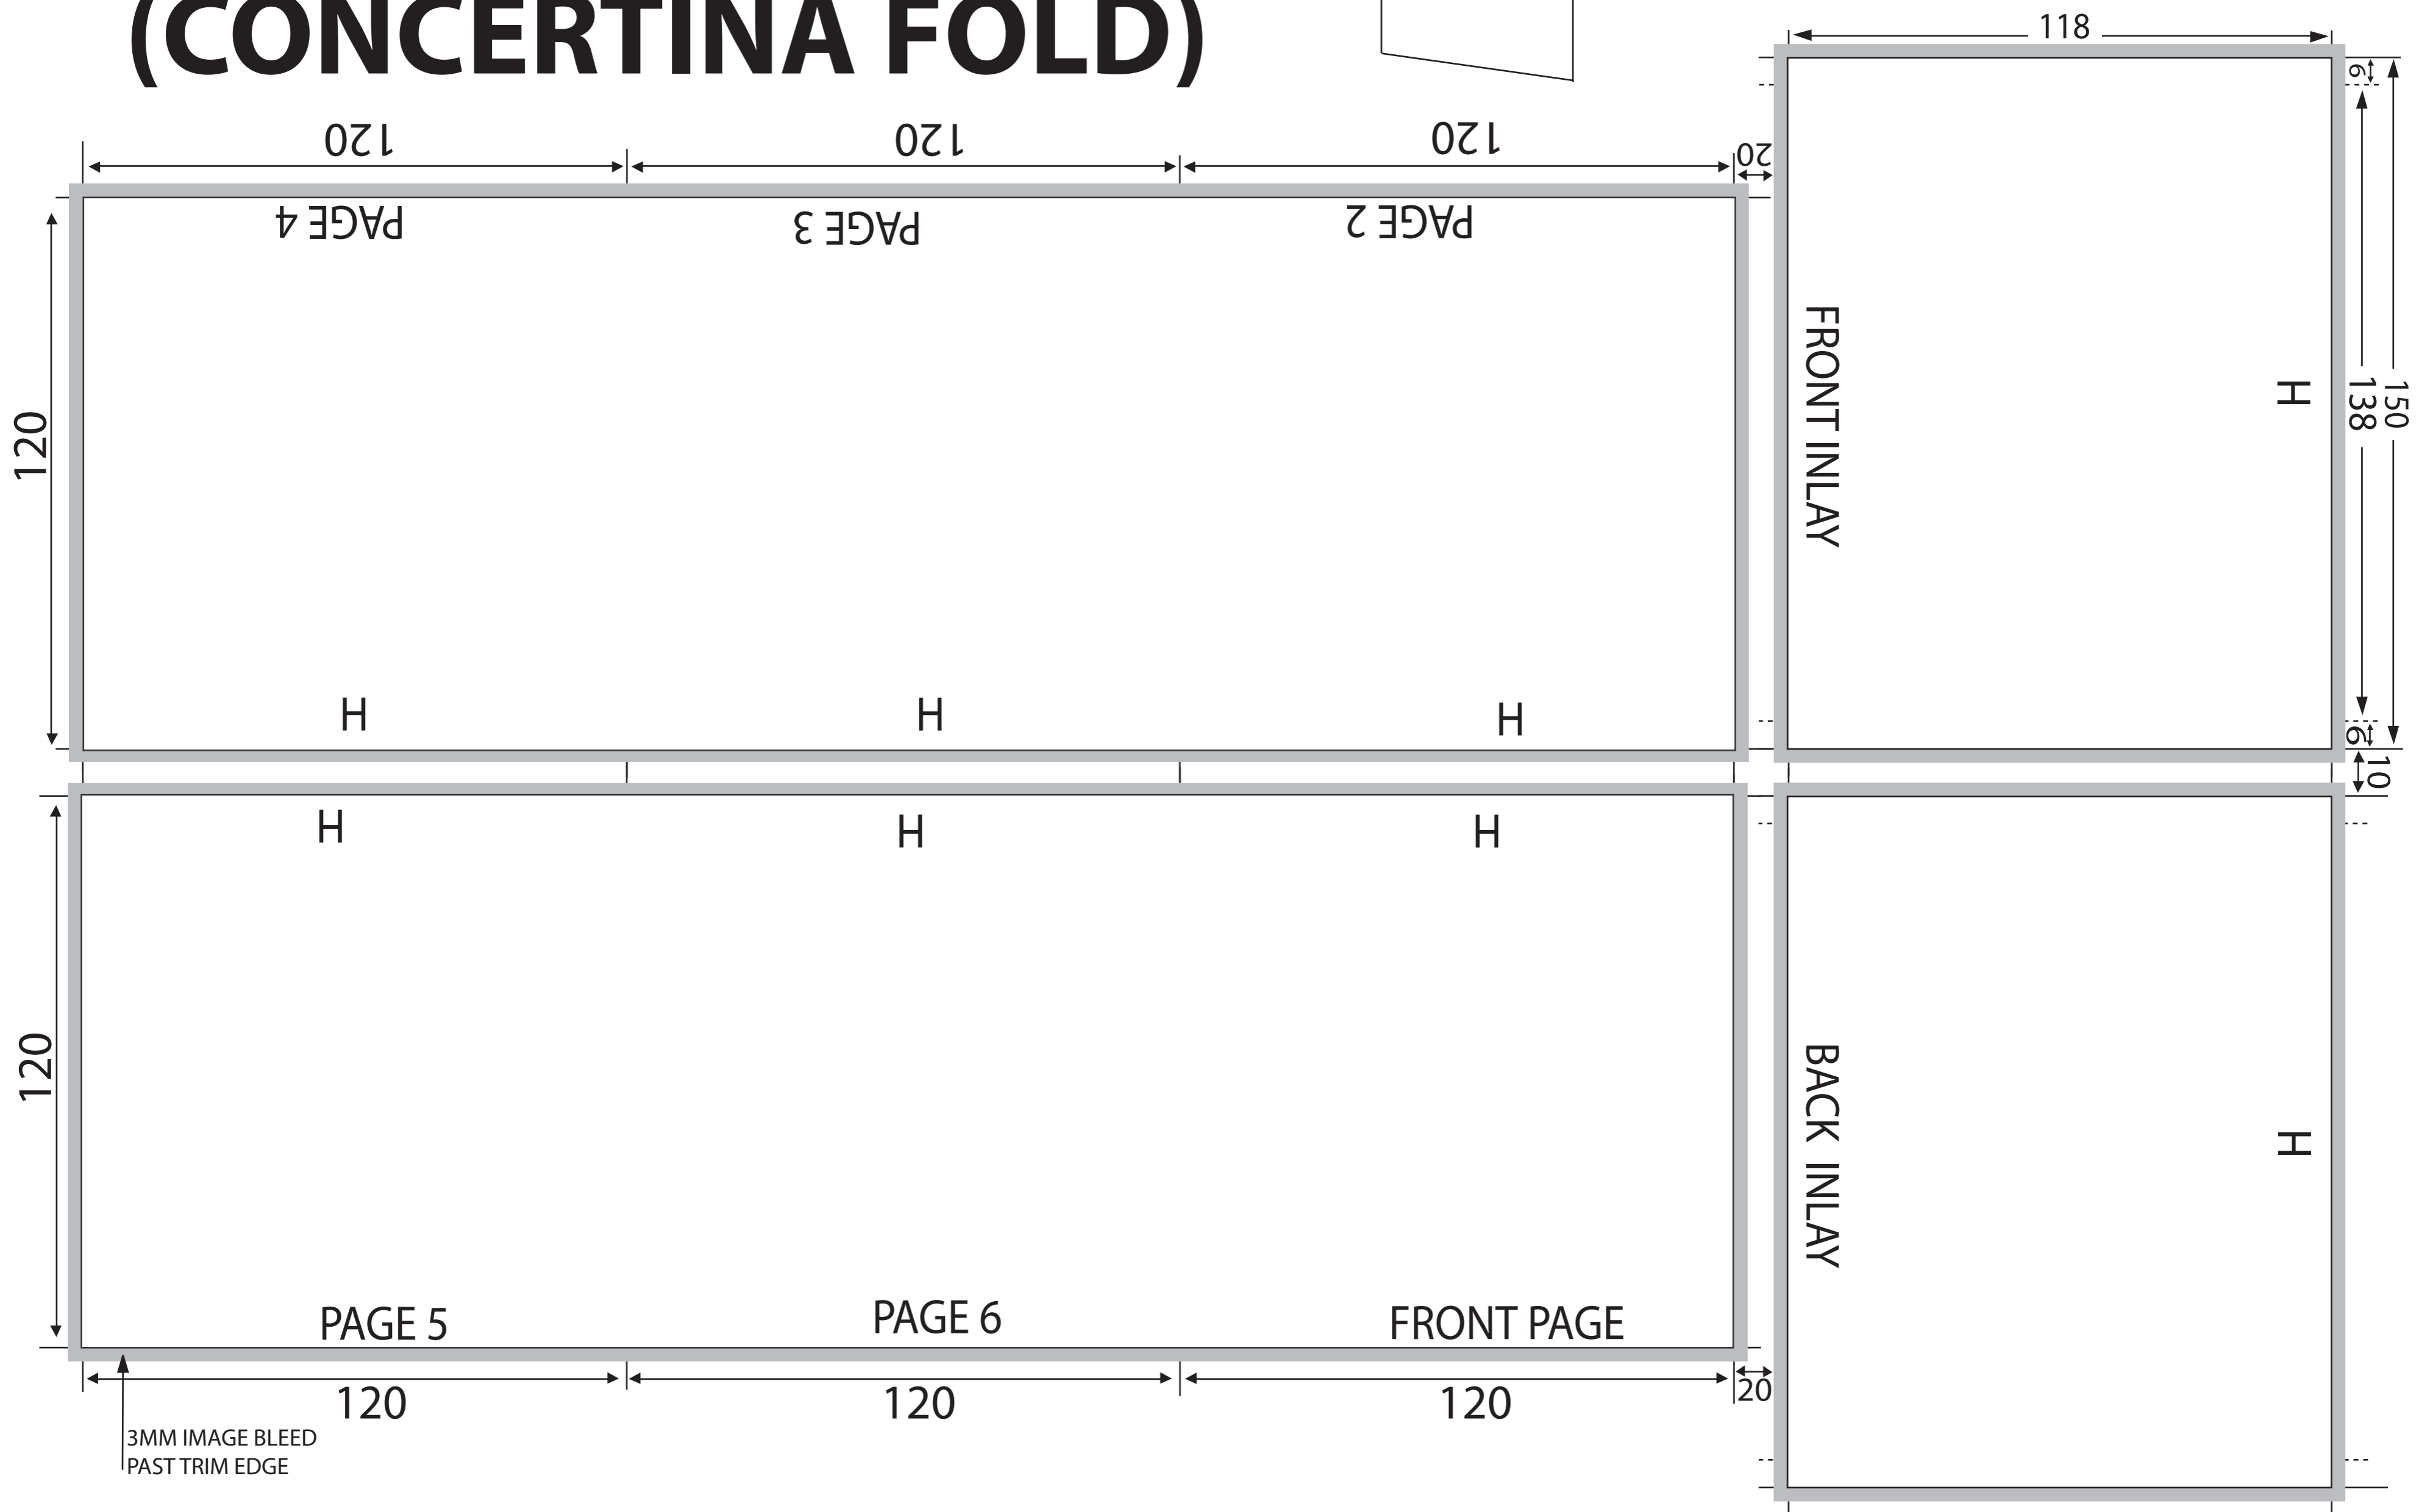 (CONCERTINA FOLD)
118
6
120
120
120
20
PAGE 4
PAGE 3
PAGE 2
FRONT INLAY
H
138
150
120
H
H
H
6
10
H
H
H
120
BACK INLAY
H
PAGE 5
PAGE 6
FRONT PAGE
120
120
120
20
3MM IMAGE BLEED
PAST TRIM EDGE